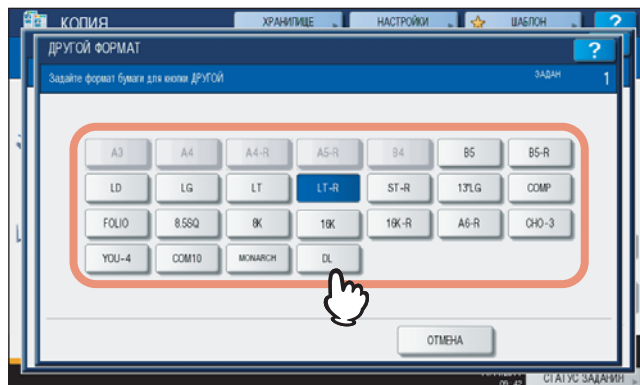 КОПИЯ ХРАНИЛИЩЕ НАСТРОЙКИ ШАБЛОН ?
ДРУГОЙ ФОРМАТ ?
Задайте формат бумаги для кнопки ДРУГОЙ ЗАДАН 1
A3 A4 A4-R A5-R B4 B5 B5-R
LD LG LT LT-R ST-R 13"LG COMP
FOLIO 8.5SQ 8K 16K 16K-R A6-R CHO-3
YOU-4 COM10 MONARCH DL
ОТМЕНА
СТАТУС ЗАДАНИЯ